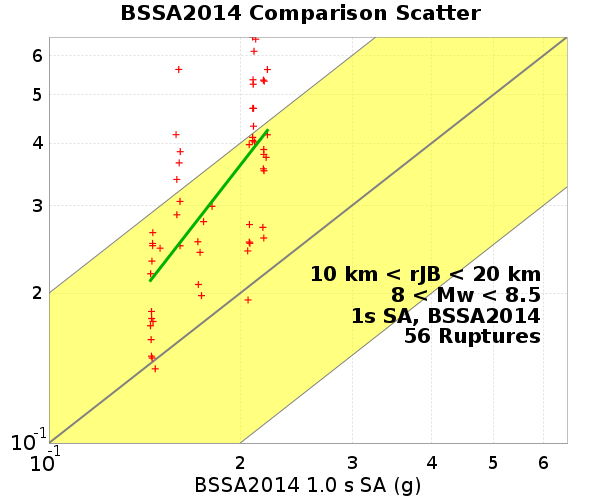 BSSA2014 Comparison Scatter
6
5
4
3
2
10-1
10 km < rJB < 20 km
8 < Mw < 8.5
1s SA, BSSA2014
56 Ruptures
10-1
2
3
4
5
6
BSSA2014 1.0 s SA (g)